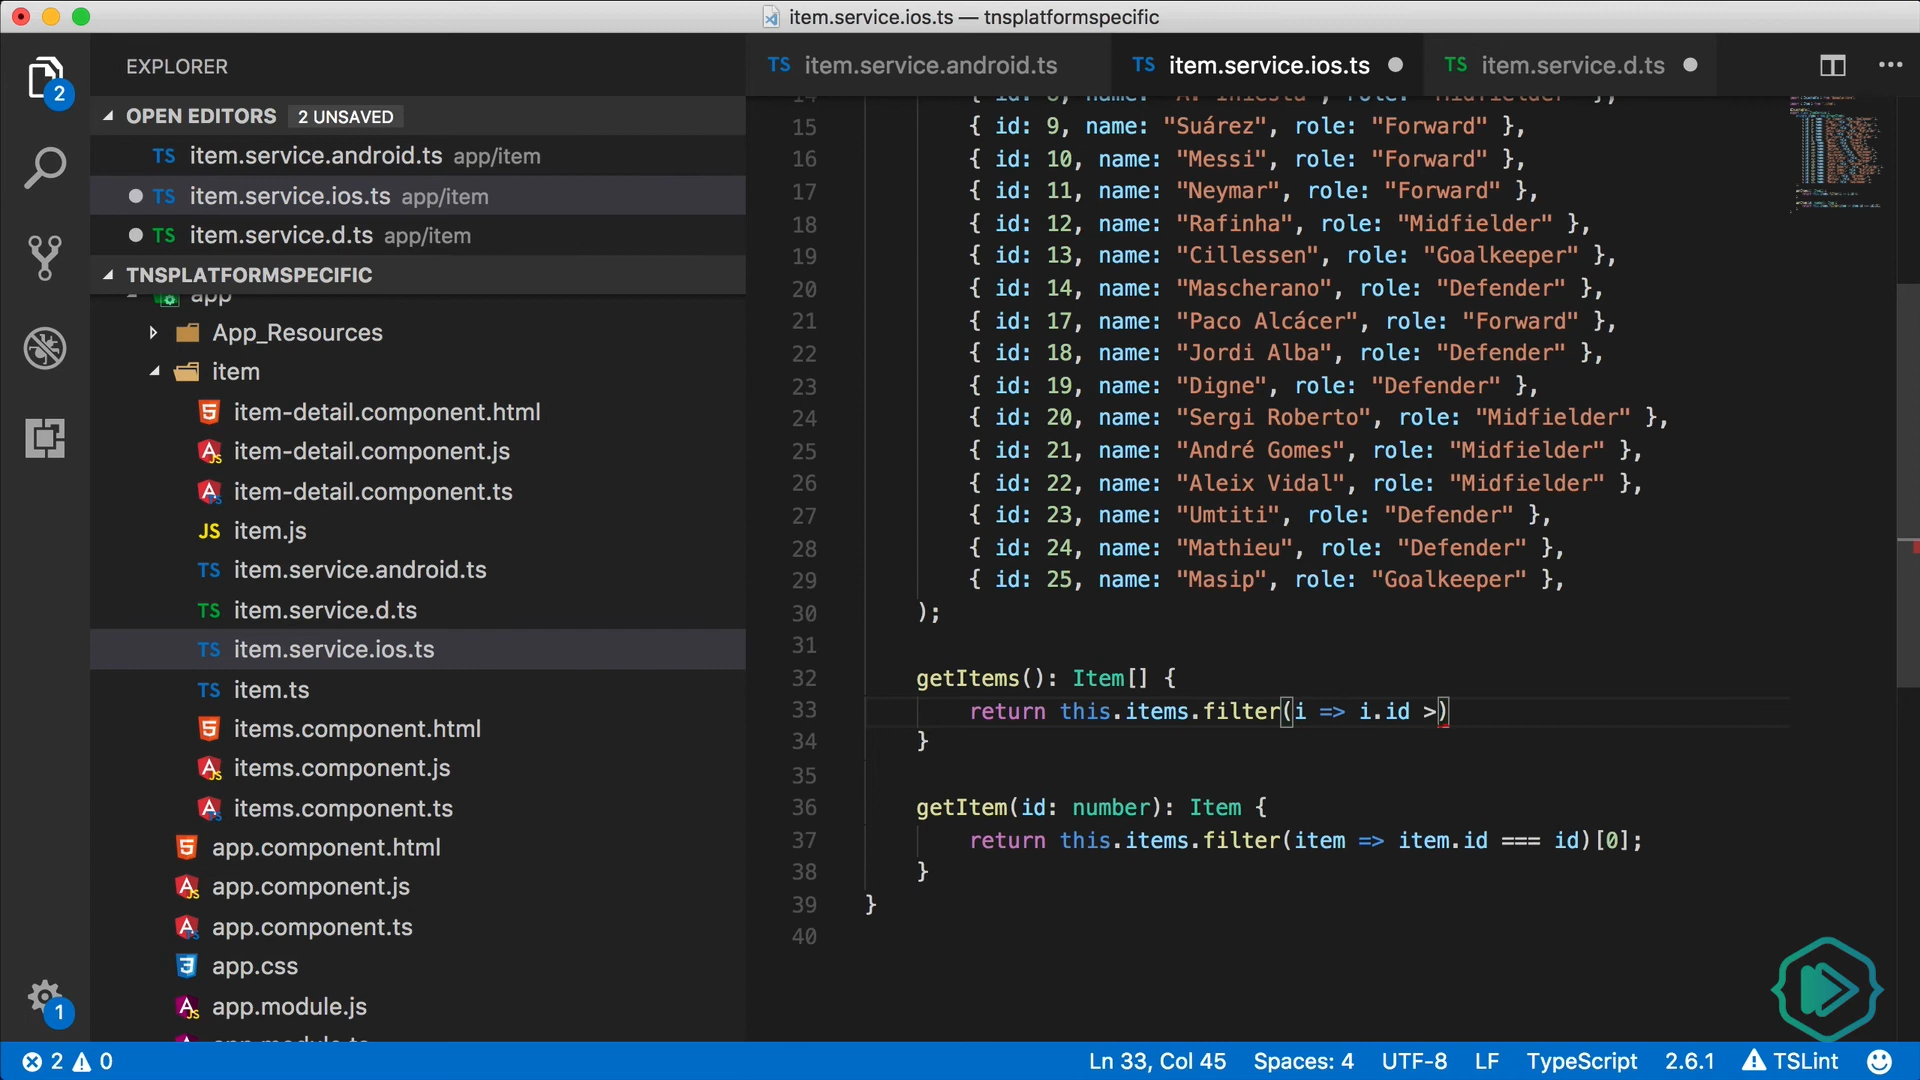 item.service.ios.ts — tnsplatformspecific
EXPLORER
OPEN EDITORS 2 UNSAVED
TS item.service.android.ts app/item
TS item.service.ios.ts app/item
TS item.service.d.ts app/item
TNSPLATFORMSPECIFIC
app
App_Resources
item
item-detail.component.html
item-detail.component.js
item-detail.component.ts
JS item.js
TS item.service.android.ts
TS item.service.d.ts
TS item.service.ios.ts
TS item.ts
items.component.html
items.component.js
items.component.ts
app.component.html
app.component.js
app.component.ts
app.css
app.module.js
2
1
TS item.service.android.ts
TS item.service.ios.ts
TS item.service.d.ts
15 { id: 9, name: "Suárez", role: "Forward" },
16 { id: 10, name: "Messi", role: "Forward" },
17 { id: 11, name: "Neymar", role: "Forward" },
18 { id: 12, name: "Rafinha", role: "Midfielder" },
19 { id: 13, name: "Cillessen", role: "Goalkeeper" },
20 { id: 14, name: "Mascherano", role: "Defender" },
21 { id: 17, name: "Paco Alcácer", role: "Forward" },
22 { id: 18, name: "Jordi Alba", role: "Defender" },
23 { id: 19, name: "Digne", role: "Defender" },
24 { id: 20, name: "Sergi Roberto", role: "Midfielder" },
25 { id: 21, name: "André Gomes", role: "Midfielder" },
26 { id: 22, name: "Aleix Vidal", role: "Midfielder" },
27 { id: 23, name: "Umtiti", role: "Defender" },
28 { id: 24, name: "Mathieu", role: "Defender" },
29 { id: 25, name: "Masip", role: "Goalkeeper" },
30 );
31
32 getItems(): Item[] {
33 return this.items.filter(i => i.id >)
34 }
35
36 getItem(id: number): Item {
37 return this.items.filter(item => item.id === id)[0];
38 }
39 }
40
2 0 Ln 33, Col 45 Spaces: 4 UTF-8 LF TypeScript 2.6.1 TSLint